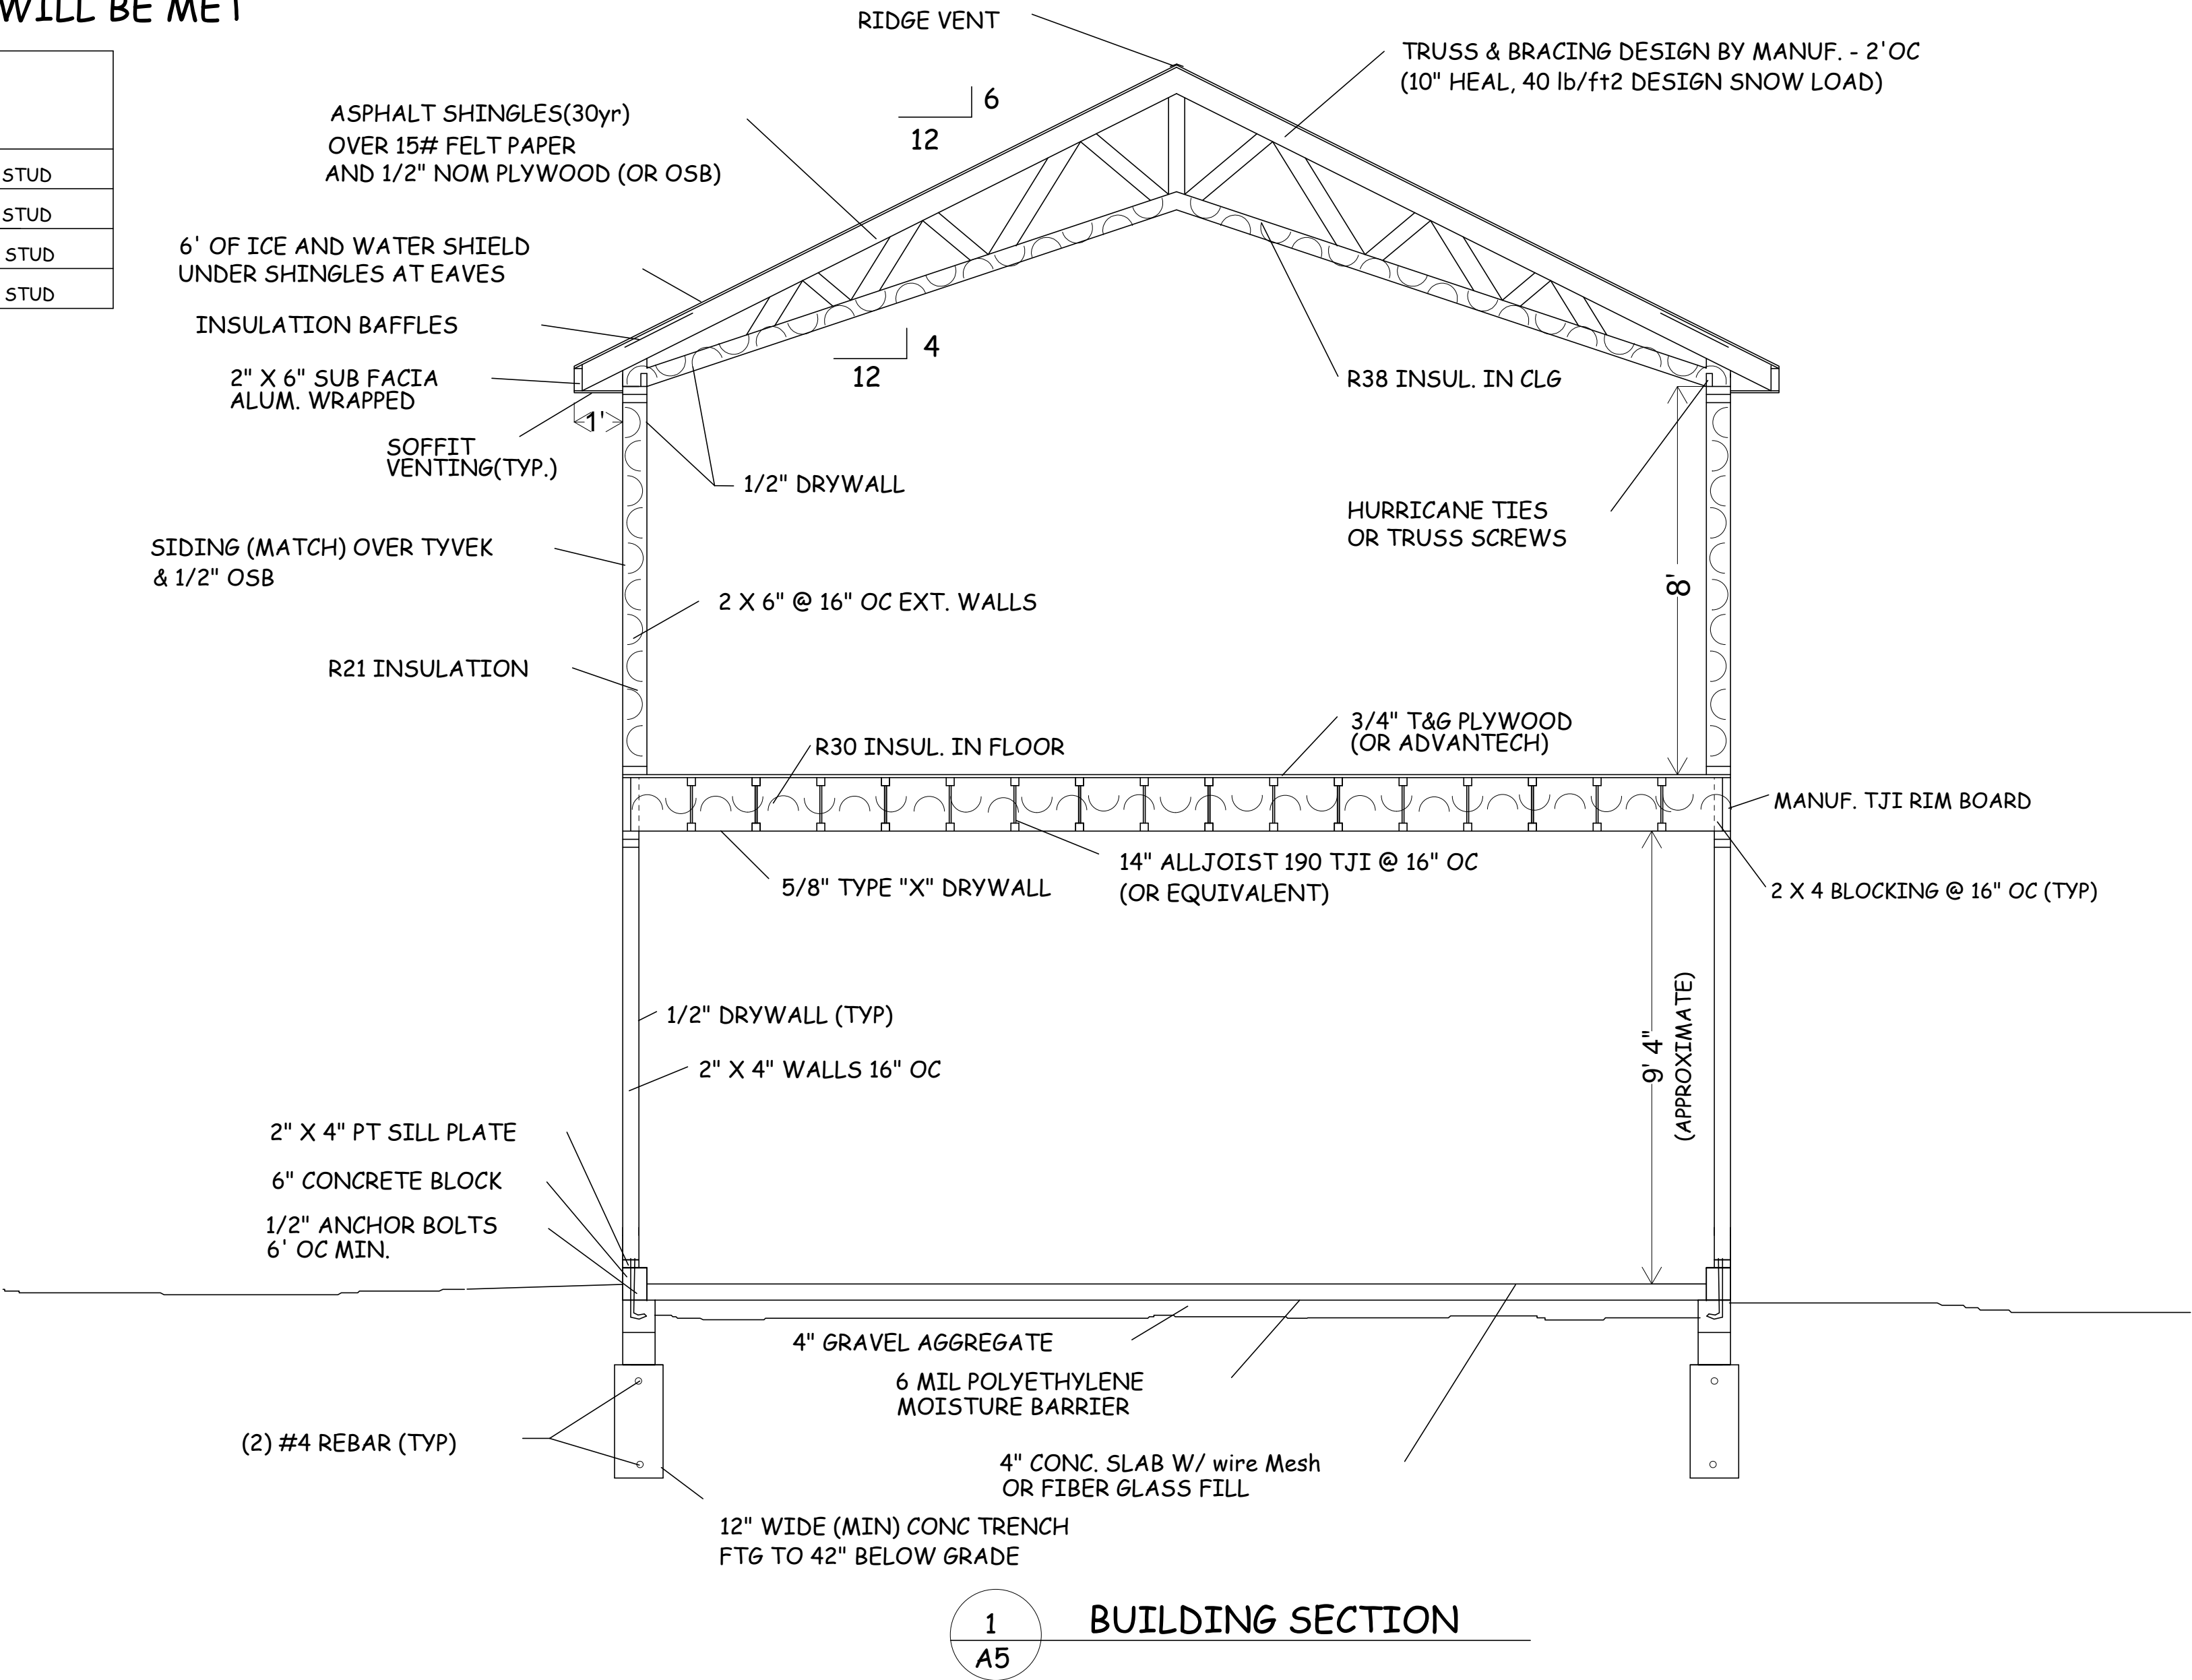 WILL BE MET
STUD
STUD
STUD
STUD
RIDGE VENT
TRUSS & BRACING DESIGN BY MANUF. - 2'OC
(10" HEAL, 40 lb/ft2 DESIGN SNOW LOAD)
6
12
ASPHALT SHINGLES(30yr)
OVER 15# FELT PAPER
AND 1/2" NOM PLYWOOD (OR OSB)
6' OF ICE AND WATER SHIELD
UNDER SHINGLES AT EAVES
INSULATION BAFFLES
4
12
2" X 6" SUB FACIA
ALUM. WRAPPED
R38 INSUL. IN CLG
1'
SOFFIT
VENTING(TYP.)
1/2" DRYWALL
HURRICANE TIES
OR TRUSS SCREWS
SIDING (MATCH) OVER TYVEK
& 1/2" OSB
8'
2 X 6" @ 16" OC EXT. WALLS
R21 INSULATION
3/4" T&G PLYWOOD
(OR ADVANTECH)
R30 INSUL. IN FLOOR
MANUF. TJI RIM BOARD
14" ALLJOIST 190 TJI @ 16" OC
(OR EQUIVALENT)
5/8" TYPE "X" DRYWALL
2 X 4 BLOCKING @ 16" OC (TYP)
1/2" DRYWALL (TYP)
9' 4"
(APPROXIMATE)
2" X 4" WALLS 16" OC
2" X 4" PT SILL PLATE
6" CONCRETE BLOCK
1/2" ANCHOR BOLTS
6' OC MIN.
4" GRAVEL AGGREGATE
6 MIL POLYETHYLENE
MOISTURE BARRIER
(2) #4 REBAR (TYP)
4" CONC. SLAB W/ wire Mesh
OR FIBER GLASS FILL
12" WIDE (MIN) CONC TRENCH
FTG TO 42" BELOW GRADE
1
A5
BUILDING SECTION